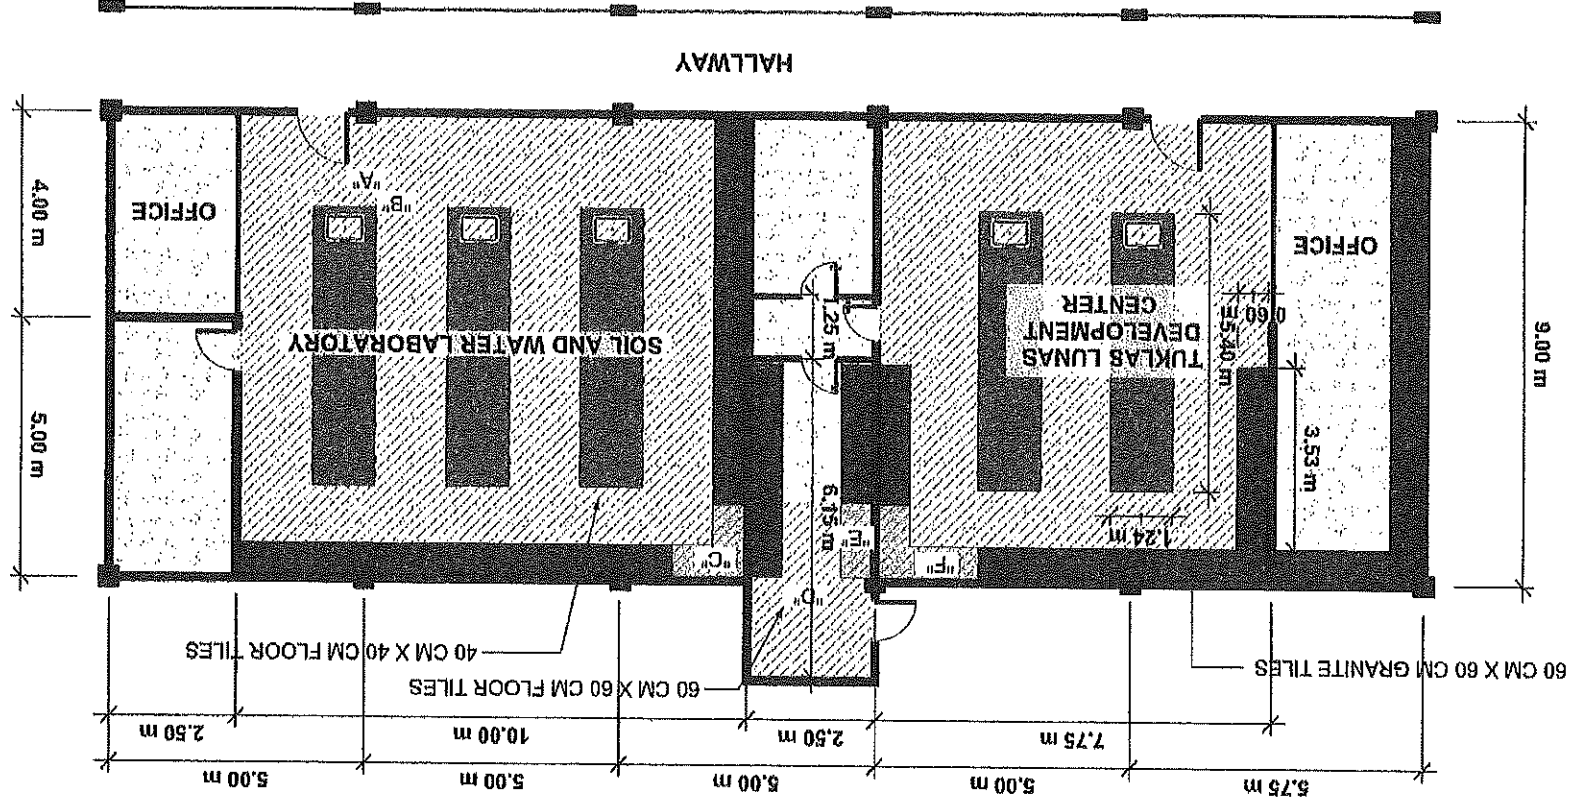 5.75 m 5.00 m 5.00 m 5.00 m 5.00 m
7.75 m 2.50 m 10.00 m 2.50 m
60 CM X 60 CM GRANITE TILES
60 CM X 60 CM FLOOR TILES
40 CM X 40 CM FLOOR TILES
"D"
"F"
"E"
"C"
1.24 m
6.15 m
3.53 m
5.00 m
9.00 m
TUKLAS LUNAS
DEVELOPMENT
CENTER
5.40 m
0.60 m
1.25 m
SOIL AND WATER LABORATORY
OFFICE
OFFICE
4.00 m
"B"
"A"
HALLWAY